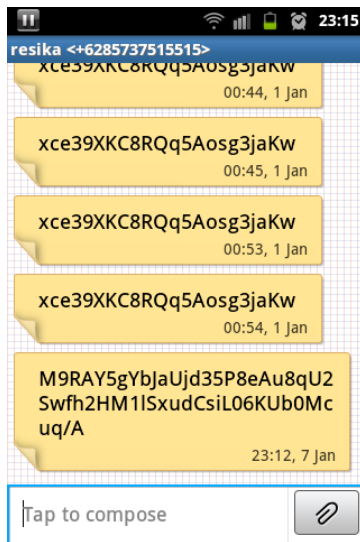 23:15
resika <+6285737515515>
xce39XKC8RQq5Aosg3jaKw
00:44, 1 Jan
xce39XKC8RQq5Aosg3jaKw
00:45, 1 Jan
xce39XKC8RQq5Aosg3jaKw
00:53, 1 Jan
xce39XKC8RQq5Aosg3jaKw
00:54, 1 Jan
M9RAY5gYbJaUjd35P8eAu8qU2
Swfh2HM1lSxudCsiL06KUb0Mc
uq/A
23:12, 7 Jan
Tap to compose